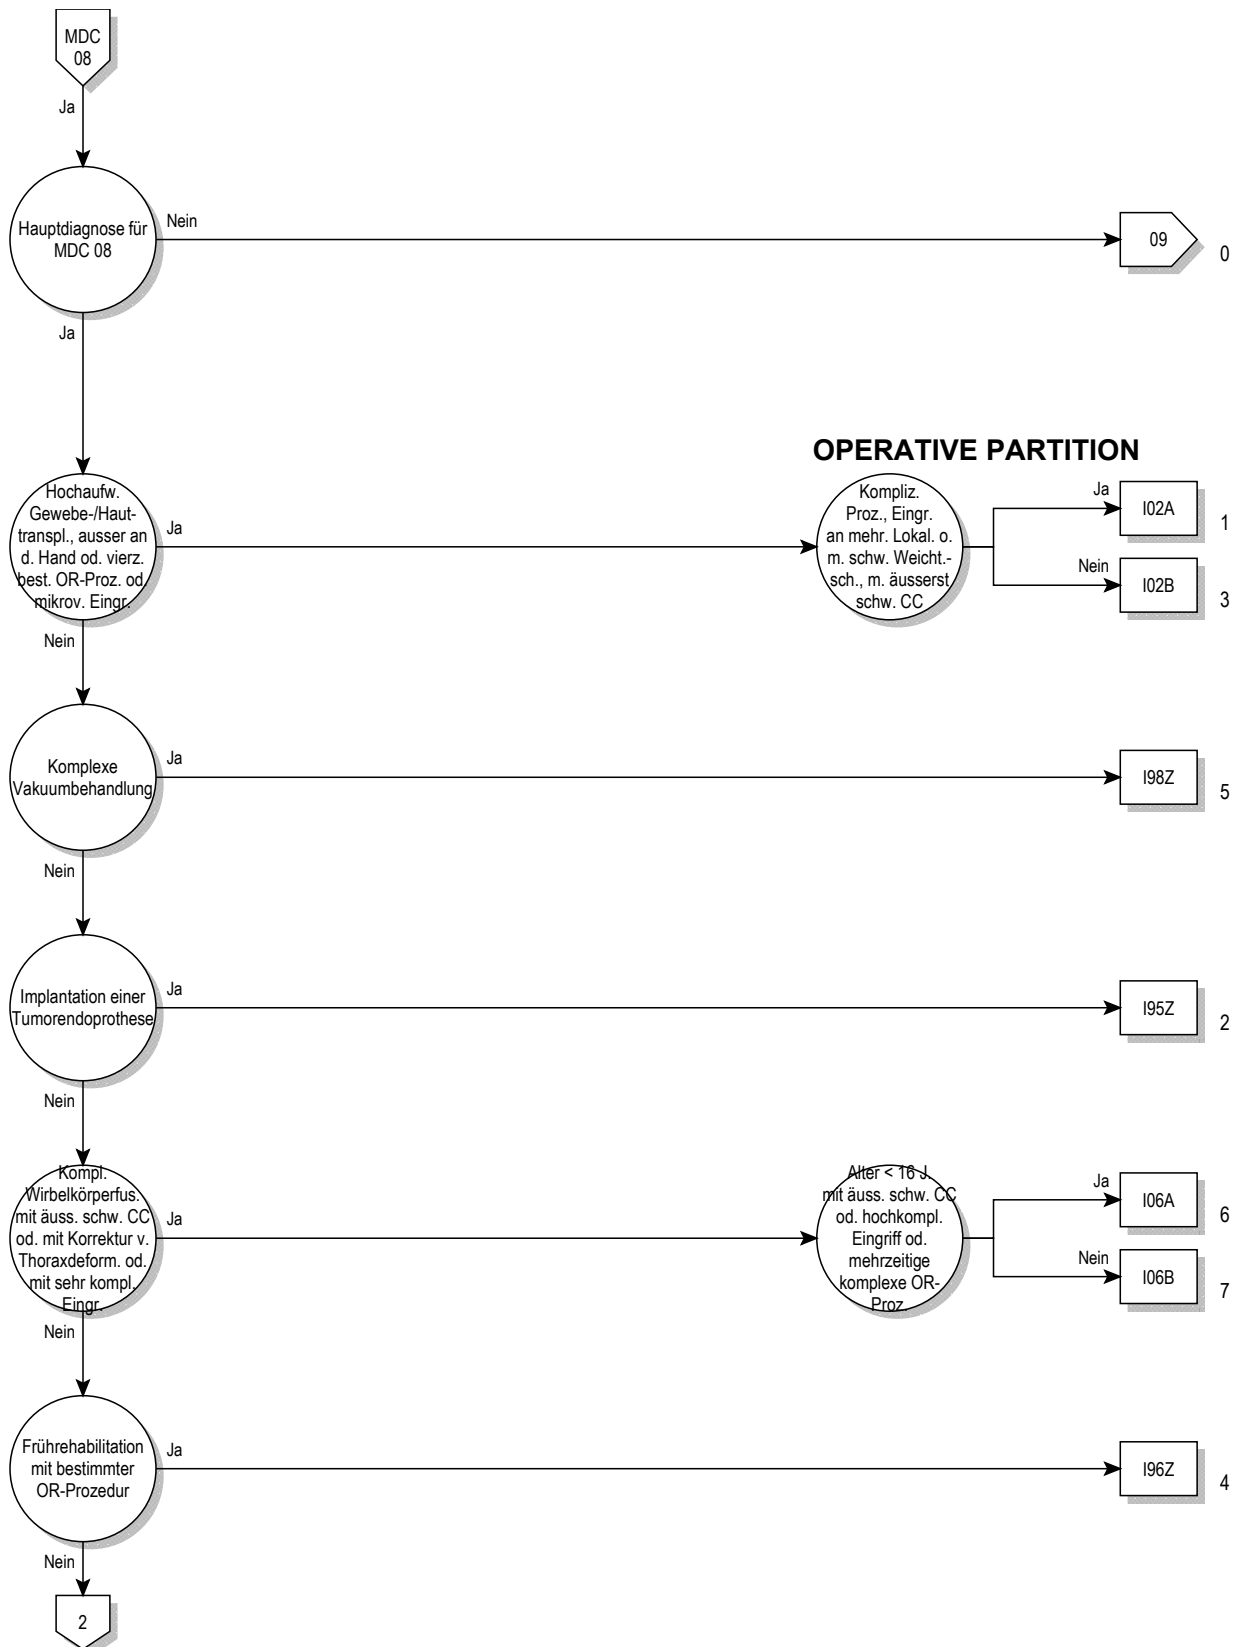 MDC
08
Ja
Hauptdiagnose für
MDC 08
Nein
09
0
Ja
OPERATIVE PARTITION
Hochaufw.
Gewebe-/Haut-
transpl., ausser an
d. Hand od. vierz.
best. OR-Proz. od.
mikrov. Eingr.
Ja
Kompliz.
Proz., Eingr.
an mehr. Lokal. o.
m. schw. Weicht.-
sch., m. äusserst
schw. CC
Ja
I02A
1
Nein
I02B
3
Nein
Komplexe
Vakuumbehandlung
Ja
I98Z
5
Nein
Implantation einer
Tumorendoprothese
Ja
I95Z
2
Nein
Kompl.
Wirbelkörperfus.
mit äuss. schw. CC
od. mit Korrektur v.
Thoraxdeform. od.
mit sehr kompl.
Eingr.
Ja
Alter < 16 J.
mit äuss. schw. CC
od. hochkompl.
Eingriff od.
mehrzeitige
komplexe OR-
Proz.
Ja
I06A
6
Nein
I06B
7
Nein
Frührehabilitation
mit bestimmter
OR-Prozedur
Ja
I96Z
4
Nein
2